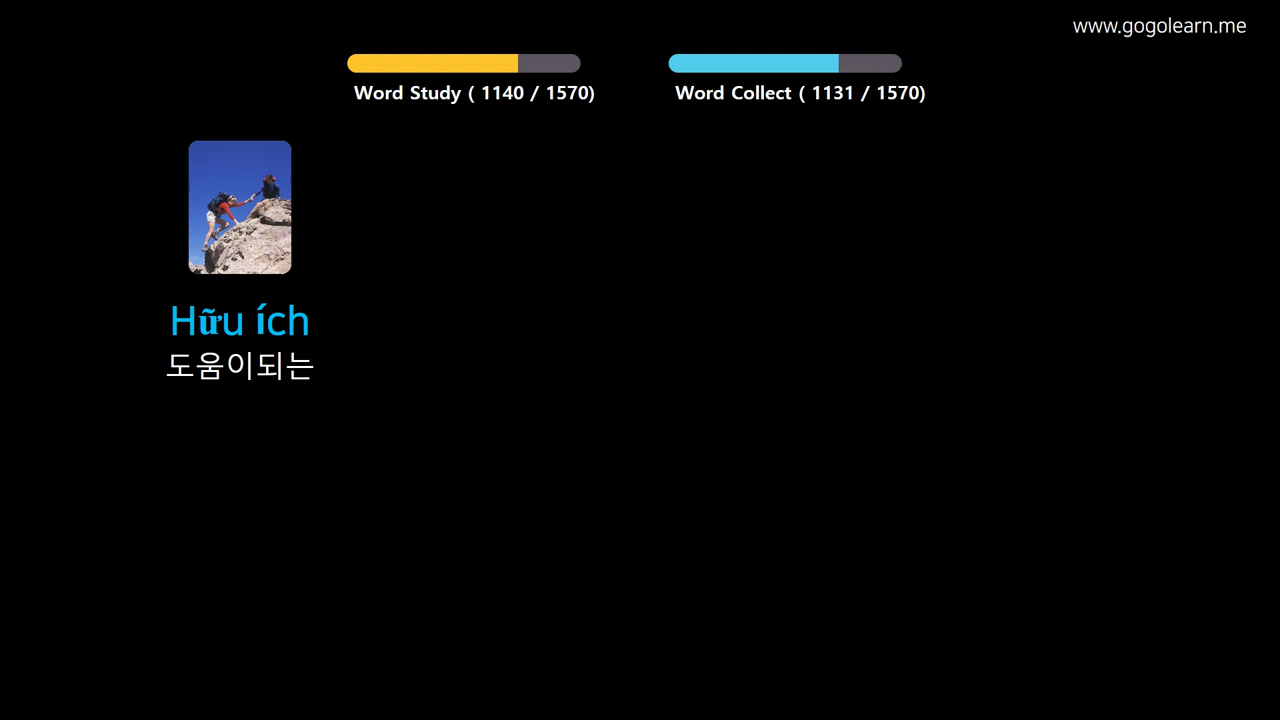 www.gogolearn.me
Word Study ( 1140 / 1570)
Word Collect ( 1131 / 1570)
Hữu ích
도움이되는